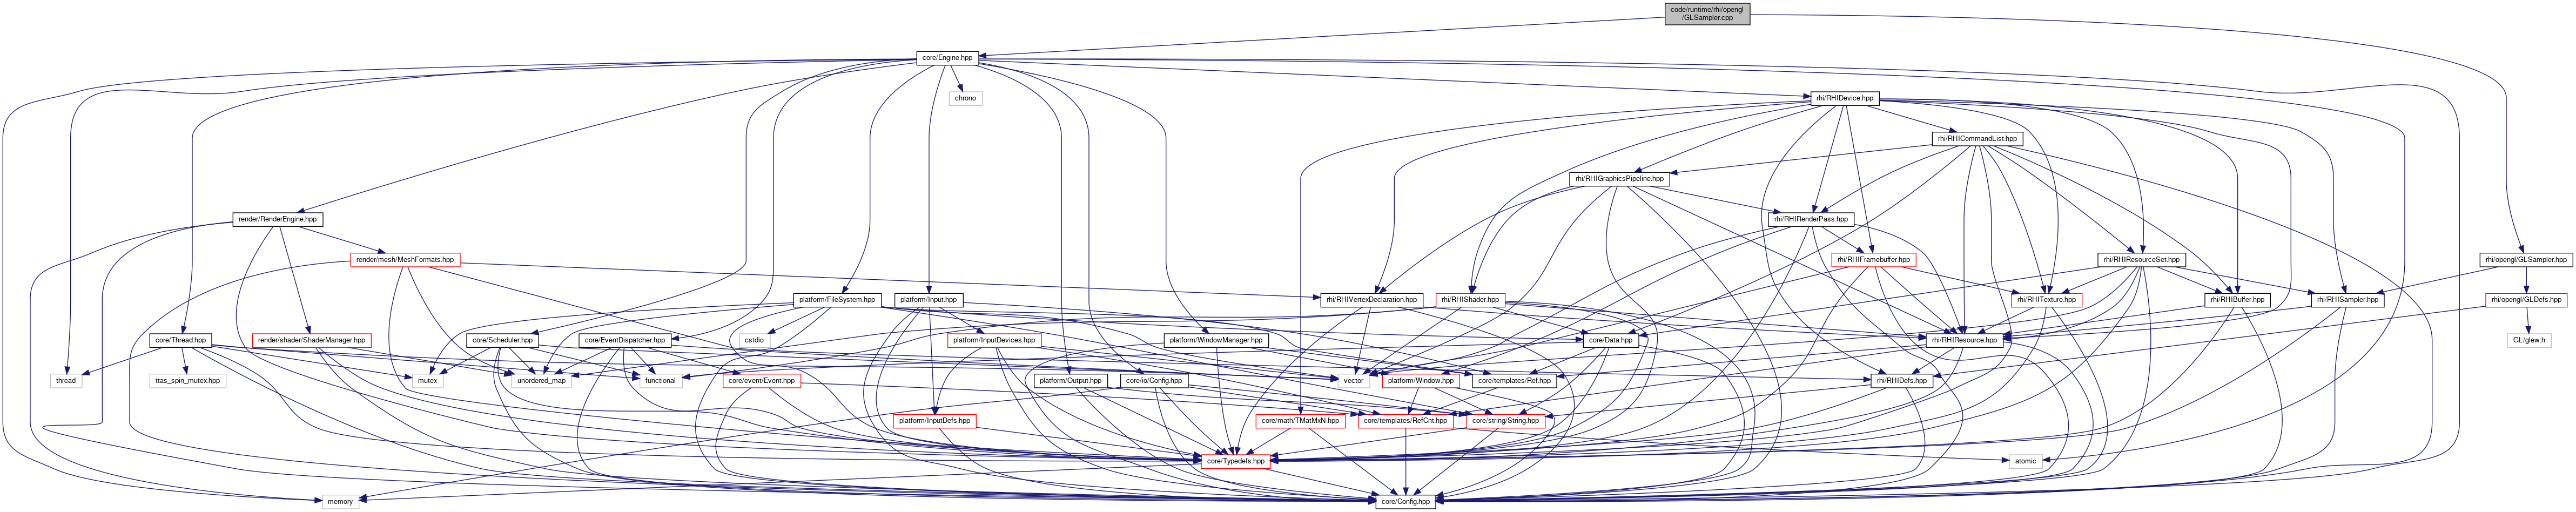 code/runtime/rhi/opengl
/GLSampler.cpp
core/Engine.hpp
chrono
rhi/RHIDevice.hpp
rhi/RHICommandList.hpp
rhi/RHIGraphicsPipeline.hpp
render/RenderEngine.hpp
rhi/RHIRenderPass.hpp
render/mesh/MeshFormats.hpp
rhi/RHIFramebuffer.hpp
rhi/RHIResourceSet.hpp
rhi/opengl/GLSampler.hpp
platform/FileSystem.hpp
platform/Input.hpp
rhi/RHIVertexDeclaration.hpp
rhi/RHIShader.hpp
rhi/RHITexture.hpp
rhi/RHIBuffer.hpp
rhi/RHISampler.hpp
rhi/opengl/GLDefs.hpp
core/Thread.hpp
render/shader/ShaderManager.hpp
core/Scheduler.hpp
core/EventDispatcher.hpp
cstdio
platform/InputDevices.hpp
platform/WindowManager.hpp
core/Data.hpp
rhi/RHIResource.hpp
GL/glew.h
thread
ttas_spin_mutex.hpp
mutex
unordered_map
functional
core/event/Event.hpp
platform/Output.hpp
core/io/Config.hpp
vector
platform/Window.hpp
core/templates/Ref.hpp
rhi/RHIDefs.hpp
platform/InputDefs.hpp
core/math/TMatMxN.hpp
core/templates/RefCnt.hpp
core/string/String.hpp
core/Typedefs.hpp
atomic
memory
core/Config.hpp